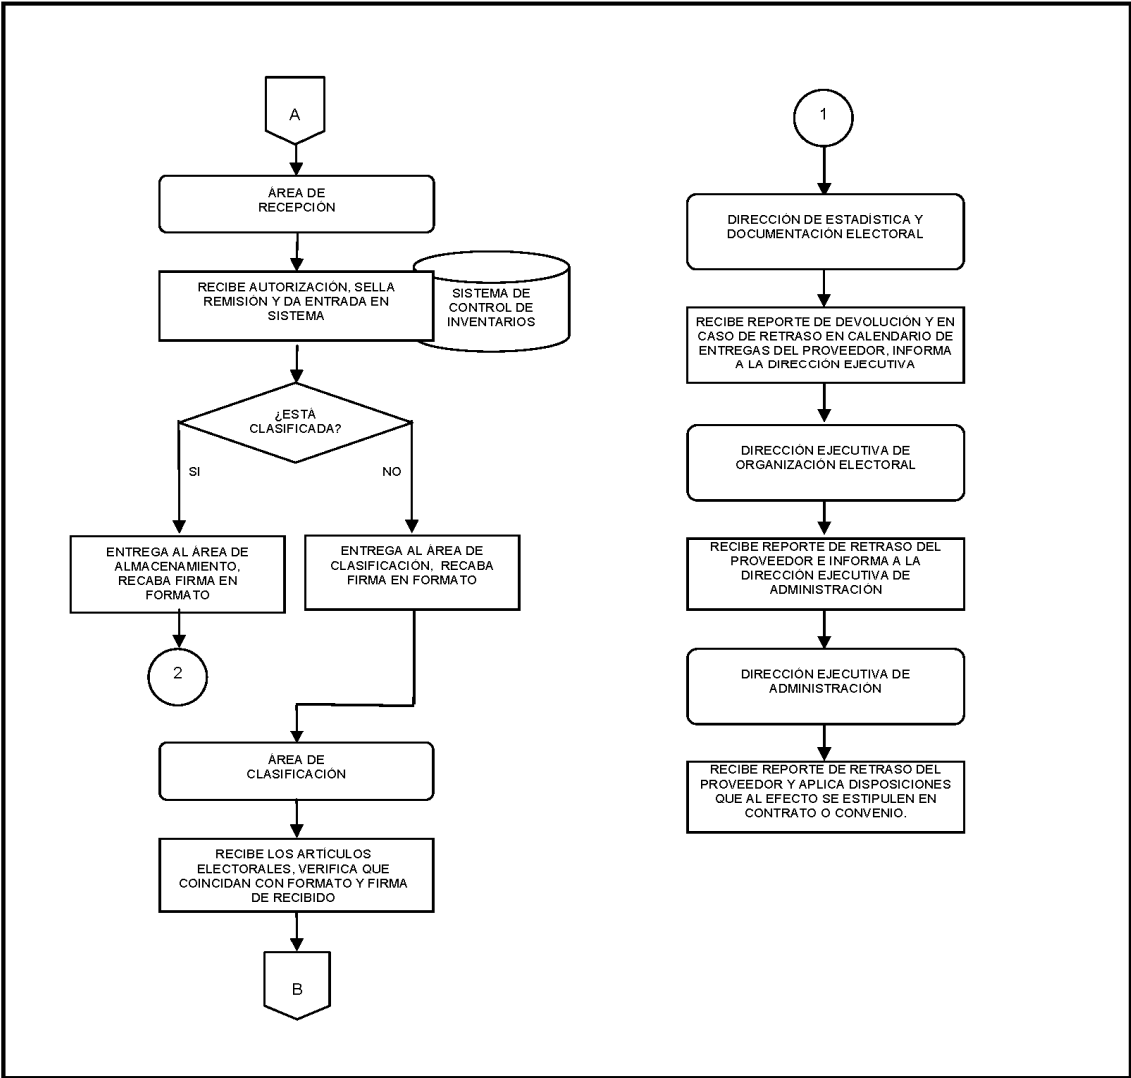 A
ÁREA DE
RECEPCIÓN
RECIBE AUTORIZACIÓN, SELLA
REMISIÓN Y DA ENTRADA EN
SISTEMA
SISTEMA DE
CONTROL DE
INVENTARIOS
¿ESTÁ
CLASIFICADA?
SI
NO
ENTREGA AL ÁREA DE
ALMACENAMIENTO,
RECABA FIRMA EN
FORMATO
ENTREGA AL ÁREA DE
CLASIFICACIÓN, RECABA
FIRMA EN FORMATO
2
ÁREA DE
CLASIFICACIÓN
RECIBE LOS ARTÍCULOS
ELECTORALES, VERIFICA QUE
COINCIDAN CON FORMATO Y FIRMA
DE RECIBIDO
B
1
DIRECCIÓN DE ESTADÍSTICA Y
DOCUMENTACIÓN ELECTORAL
RECIBE REPORTE DE DEVOLUCIÓN Y EN
CASO DE RETRASO EN CALENDARIO DE
ENTREGAS DEL PROVEEDOR, INFORMA
A LA DIRECCIÓN EJECUTIVA
DIRECCIÓN EJECUTIVA DE
ORGANIZACIÓN ELECTORAL
RECIBE REPORTE DE RETRASO DEL
PROVEEDOR E INFORMA A LA
DIRECCIÓN EJECUTIVA DE
ADMINISTRACIÓN
DIRECCIÓN EJECUTIVA DE
ADMINISTRACIÓN
RECIBE REPORTE DE RETRASO DEL
PROVEEDOR Y APLICA DISPOSICIONES
QUE AL EFECTO SE ESTIPULEN EN
CONTRATO O CONVENIO.